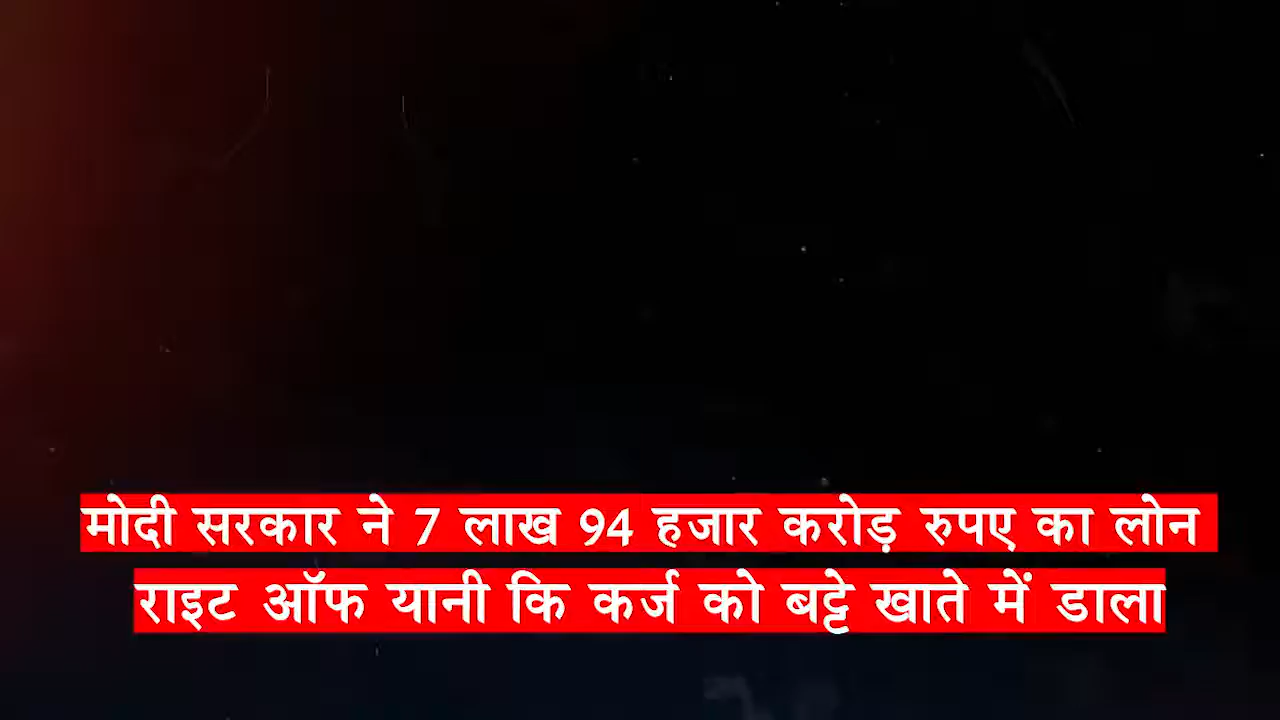 मोदी सरकार ने 7 लाख 94 हजार करोड़ रुपए का लोन
राइट ऑफ यानी कि कर्ज को बट्टे खाते में डाला